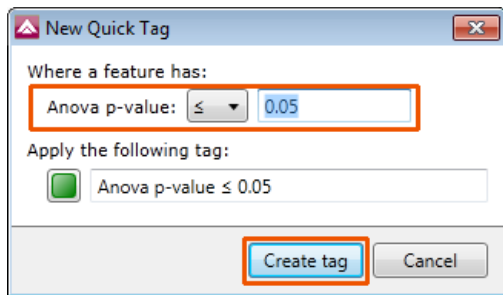 New Quick Tag
Where a feature has:
Anova p-value: ≤ 0.05
Apply the following tag:
Anova p-value ≤ 0.05
Create tag Cancel